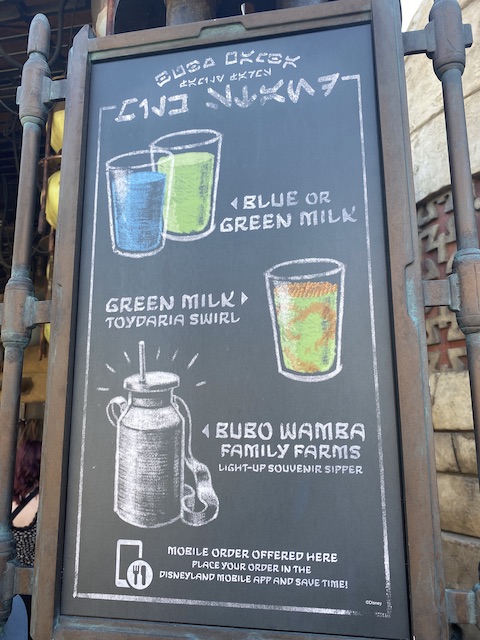 ◂ BLUE OR
GREEN MILK
GREEN MILK ▸
TOYDARIA SWIRL
◂ BUBO WAMBA
FAMILY FARMS
LIGHT-UP SOUVENIR SIPPER
MOBILE ORDER OFFERED HERE
PLACE YOUR ORDER IN THE
DISNEYLAND MOBILE APP AND SAVE TIME!
©Disney